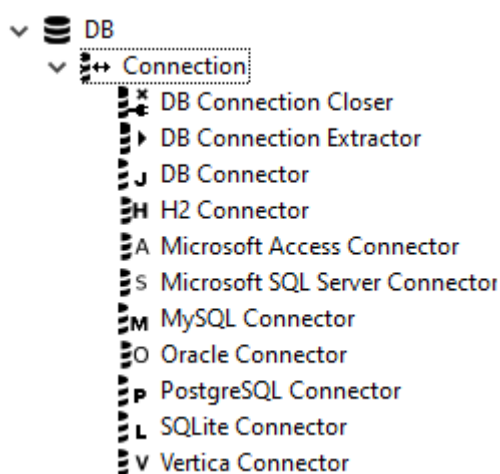 DB
Connection
DB Connection Closer
DB Connection Extractor
J DB Connector
H H2 Connector
A Microsoft Access Connector
S Microsoft SQL Server Connector
M MySQL Connector
O Oracle Connector
P PostgreSQL Connector
L SQLite Connector
V Vertica Connector